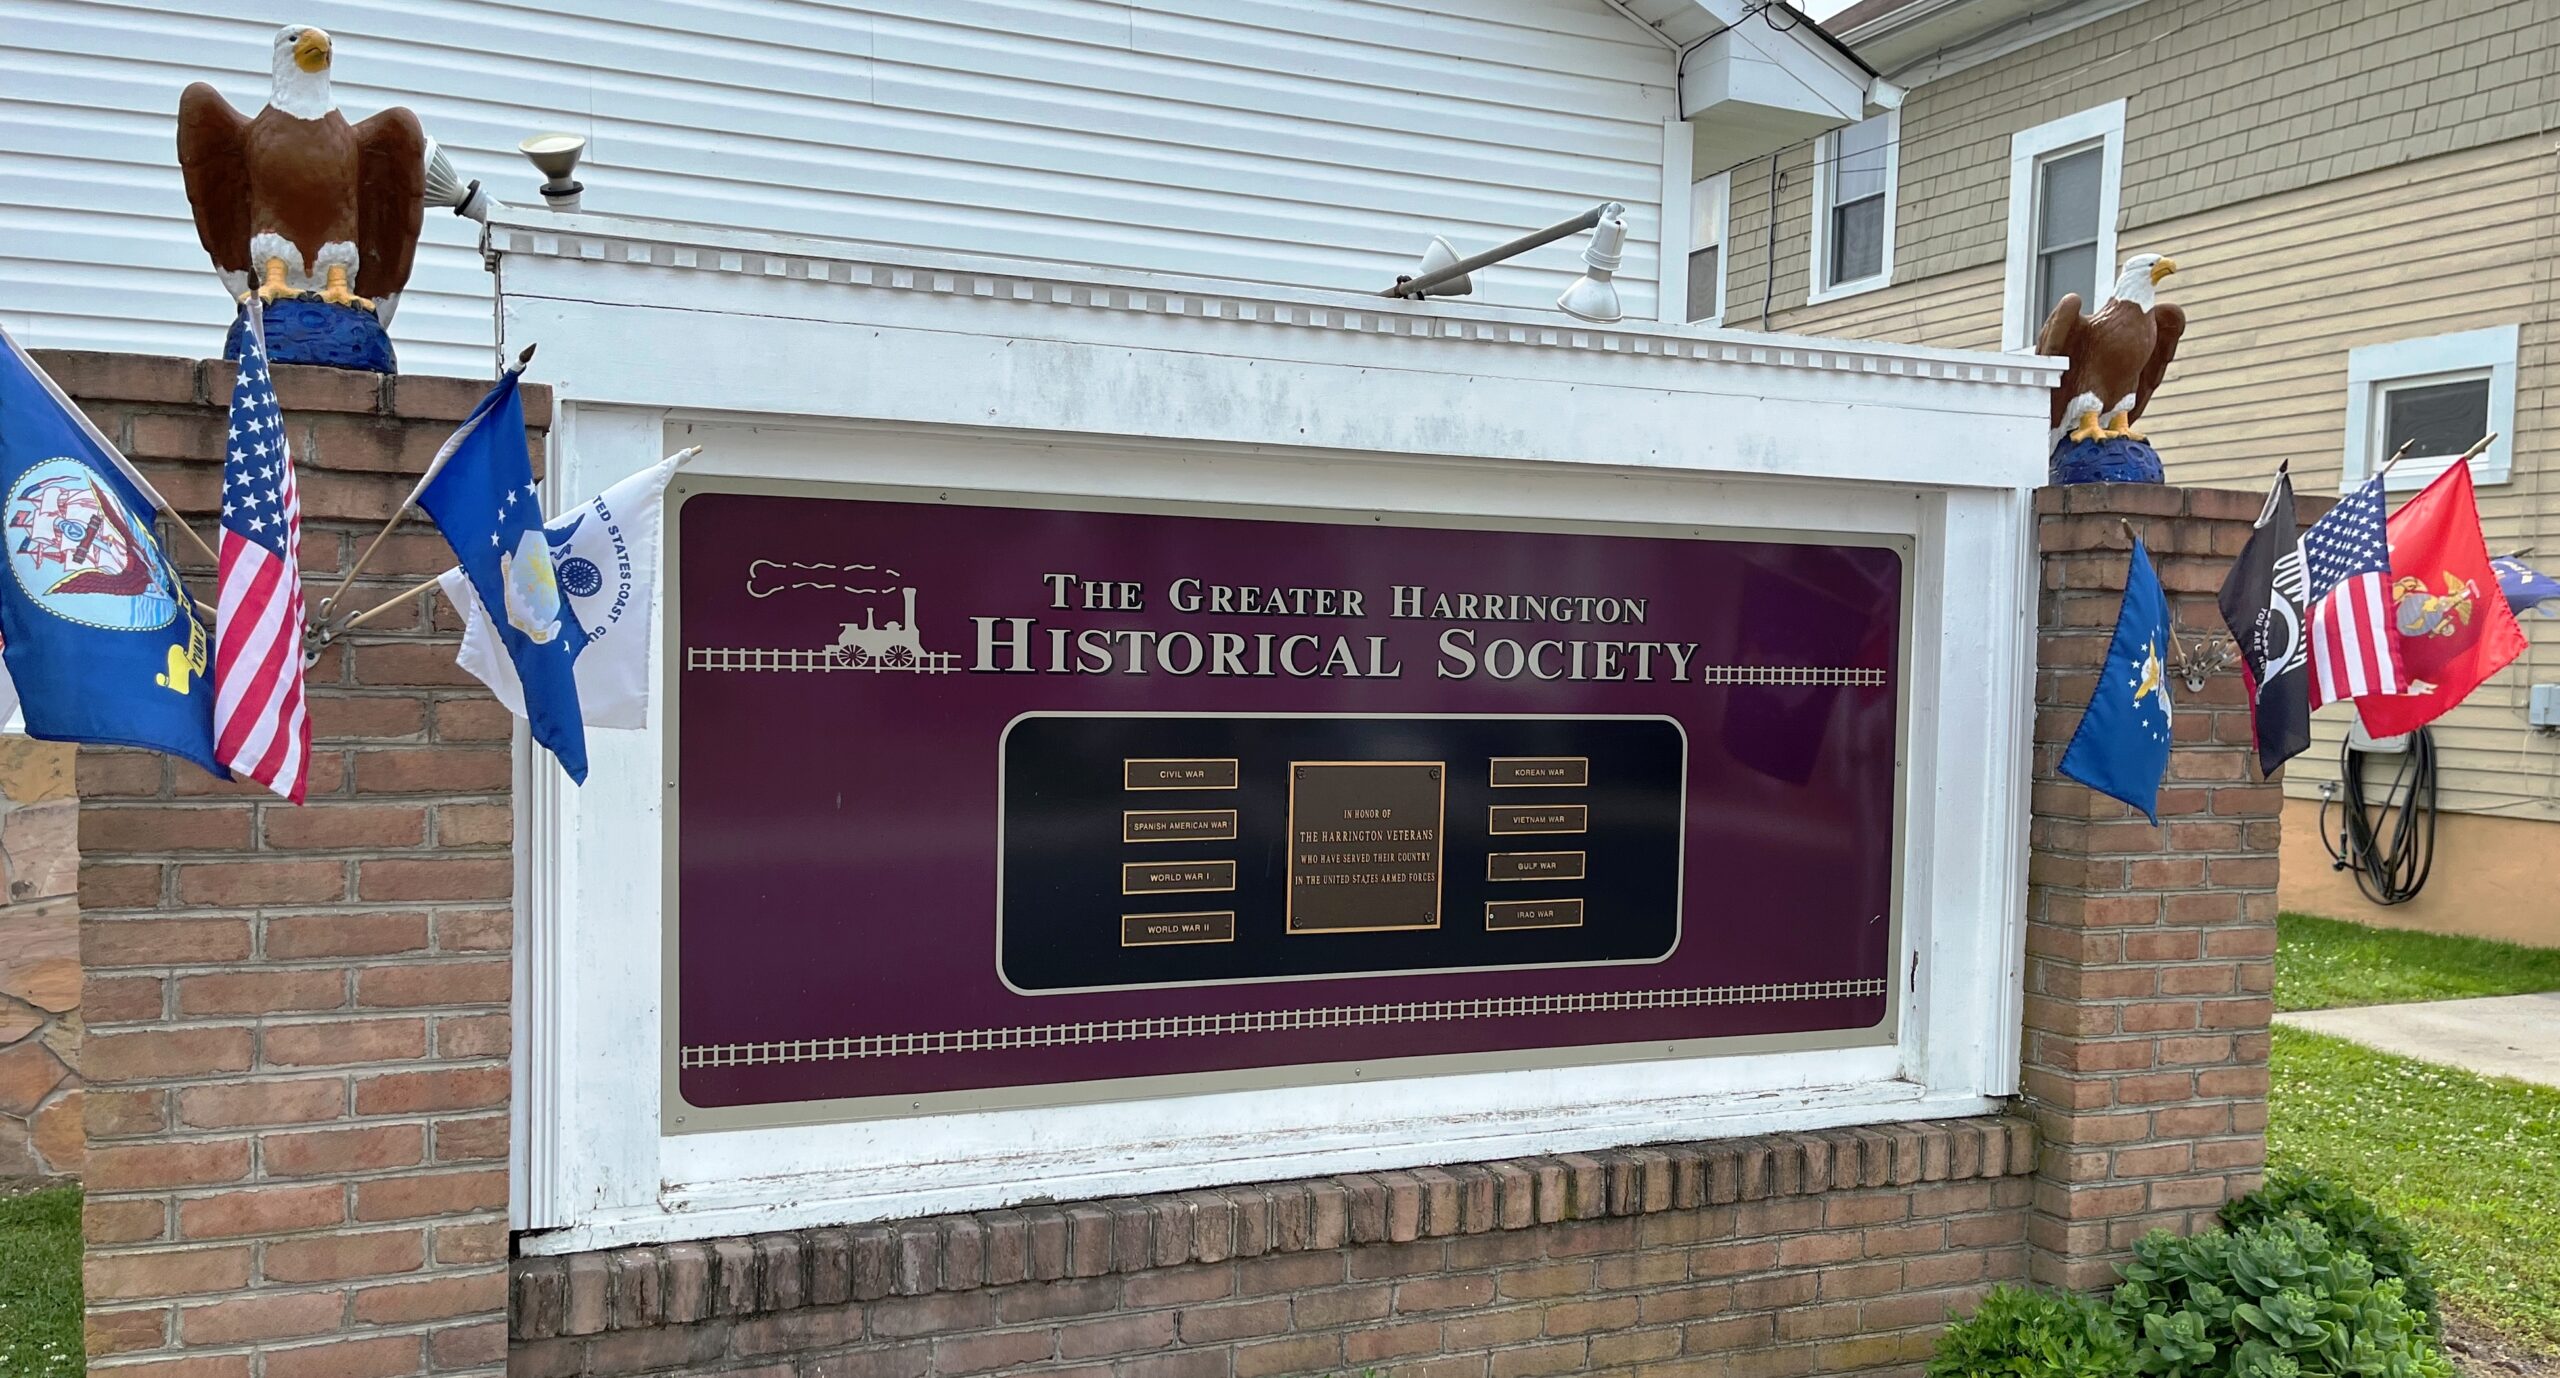 THE GREATER HARRINGTON
HISTORICAL SOCIETY
CIVIL WAR
SPANISH AMERICAN WAR
WORLD WAR I
WORLD WAR II
IN HONOR OF
THE HARRINGTON VETERANS
WHO HAVE SERVED THEIR COUNTRY
IN THE UNITED STATES ARMED FORCES
KOREAN WAR
VIETNAM WAR
GULF WAR
IRAQ WAR
STATES COAST
YOU ARE